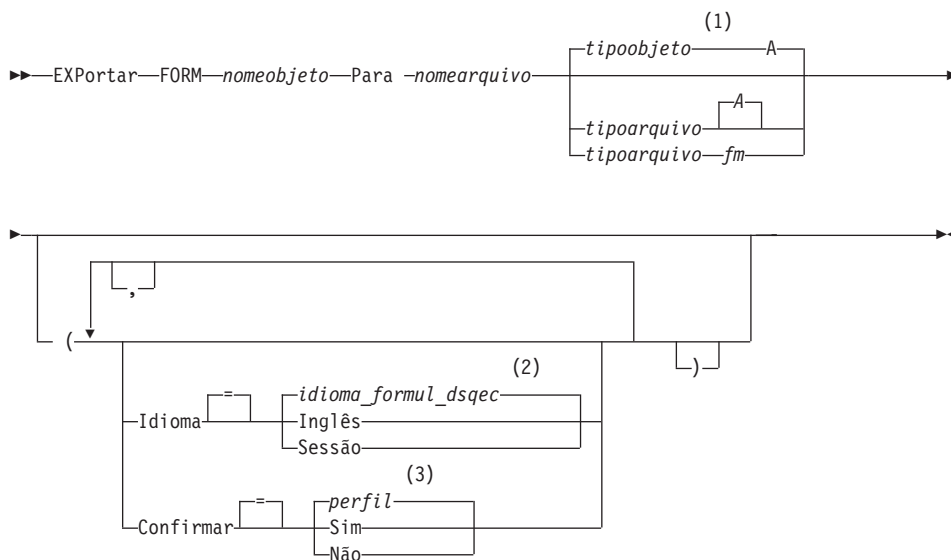 (1)
tipoobjeto A
EXPortar FORM nomeobjeto Para nomearquivo
A
tipoarquivo
tipoarquivo fm
,
( )
(2)
= idioma_formul_dsqec
Idioma Inglês
Sessão
(3)
= perfil
Confirmar Sim
Não